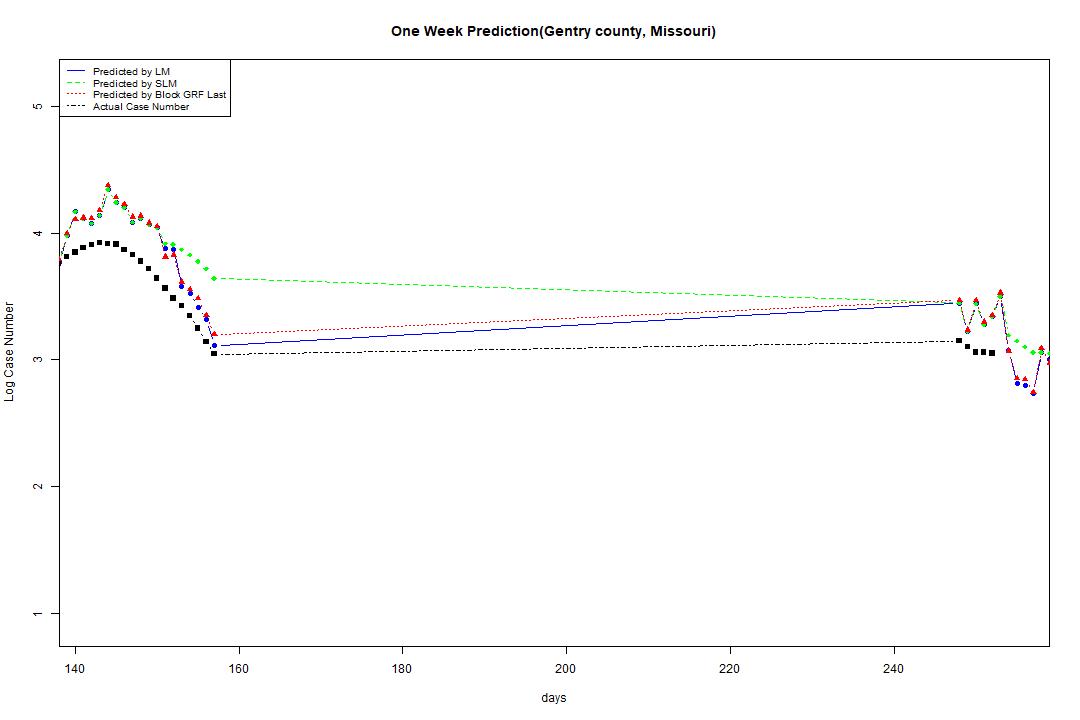 One Week Prediction(Gentry county, Missouri)
Predicted by LM
Predicted by SLM
Predicted by Block GRF Last
Actual Case Number
5
4
3
2
1
Log Case Number
140 160 180 200 220 240
days